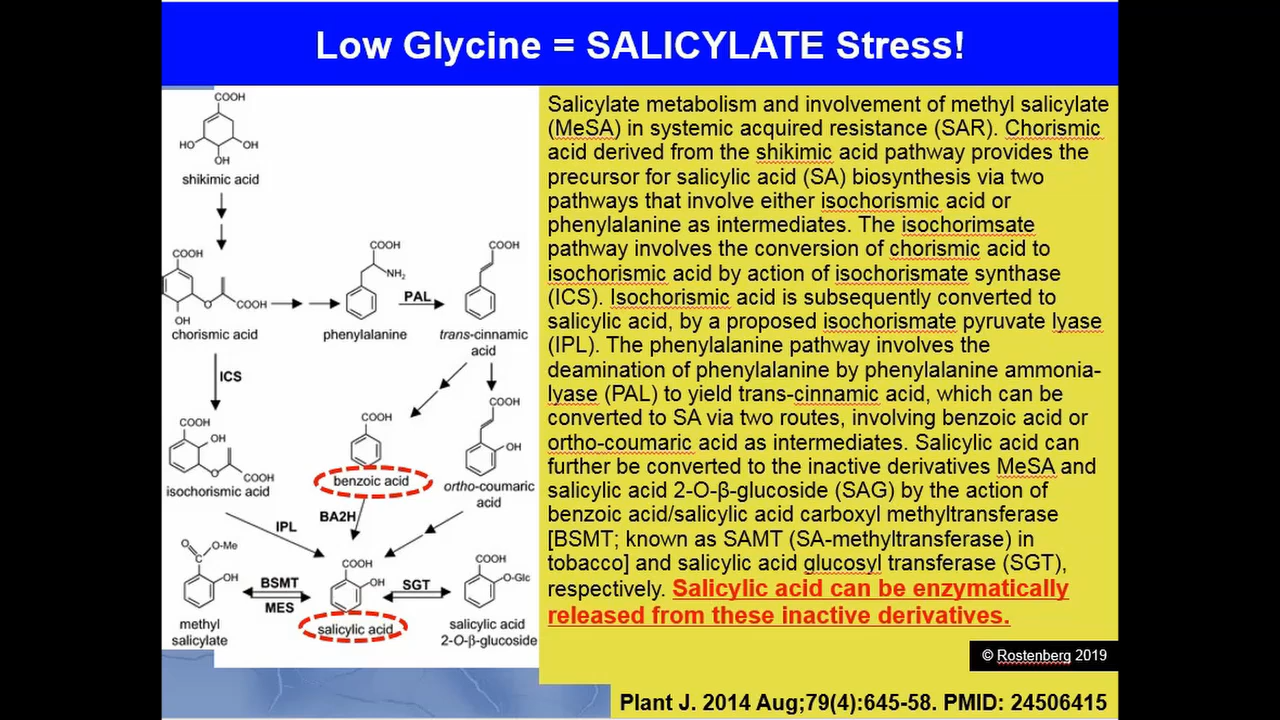 Low Glycine = SALICYLATE Stress!
COOH
HO
OH
OH
shikimic acid
COOH
O
COOH
OH
chorismic acid
COOH
NH₂
phenylalanine
PAL
COOH
trans-cinnamic
acid
ICS
COOH
OH
O
COOH
isochorismic acid
COOH
benzoic acid
COOH
OH
ortho-coumaric
acid
IPL
BA2H
O
O-Me
OH
methyl
salicylate
BSMT
MES
COOH
OH
salicylic acid
SGT
COOH
O-Glc
salicylic acid
2-O-β-glucoside
Salicylate metabolism and involvement of methyl salicylate
(MeSA) in systemic acquired resistance (SAR). Chorismic
acid derived from the shikimic acid pathway provides the
precursor for salicylic acid (SA) biosynthesis via two
pathways that involve either isochorismic acid or
phenylalanine as intermediates. The isochorimsate
pathway involves the conversion of chorismic acid to
isochorismic acid by action of isochorismate synthase
(ICS). Isochorismic acid is subsequently converted to
salicylic acid, by a proposed isochorismate pyruvate lyase
(IPL). The phenylalanine pathway involves the
deamination of phenylalanine by phenylalanine ammonia-
lyase (PAL) to yield trans-cinnamic acid, which can be
converted to SA via two routes, involving benzoic acid or
ortho-coumaric acid as intermediates. Salicylic acid can
further be converted to the inactive derivatives MeSA and
salicylic acid 2-O-β-glucoside (SAG) by the action of
benzoic acid/salicylic acid carboxyl methyltransferase
[BSMT; known as SAMT (SA-methyltransferase) in
tobacco] and salicylic acid glucosyl transferase (SGT),
respectively. Salicylic acid can be enzymatically
released from these inactive derivatives.
© Rostenberg 2019
Plant J. 2014 Aug;79(4):645-58. PMID: 24506415